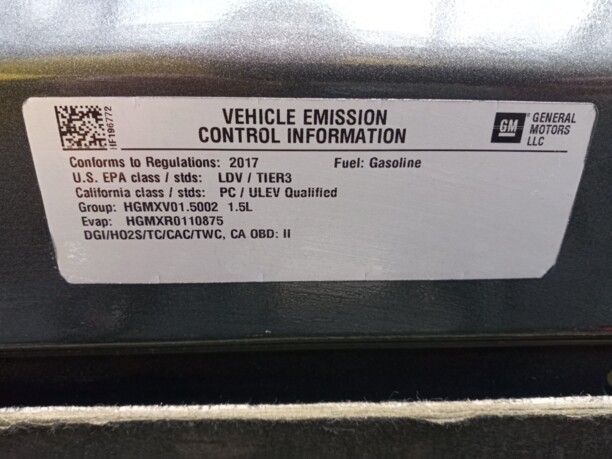 IIF196772
VEHICLE EMISSION
CONTROL INFORMATION
GM
GENERAL
MOTORS
LLC
Conforms to Regulations: 2017 Fuel: Gasoline
U.S. EPA class / stds: LDV / TIER3
California class / stds: PC / ULEV Qualified
Group: HGMXV01.5002 1.5L
Evap: HGMXR0110875
DGI/HO2S/TC/CAC/TWC, CA OBD: II